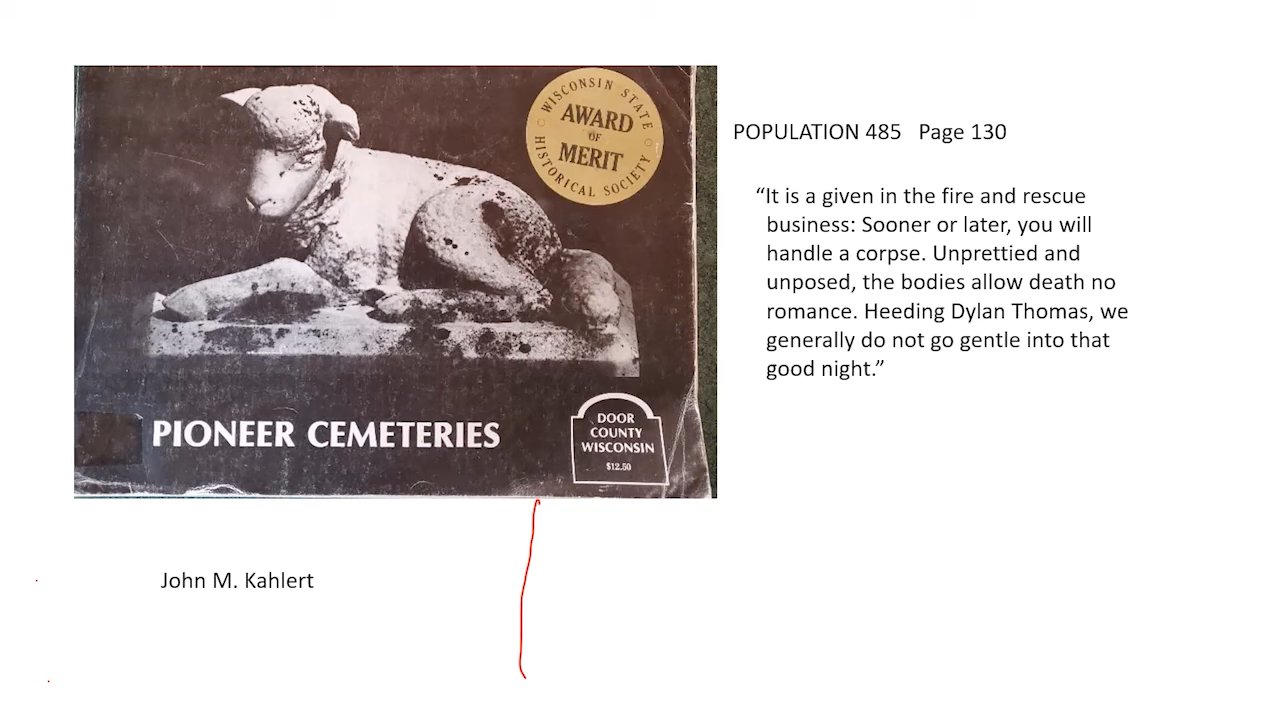 WISCONSIN STATE
AWARD
OF
MERIT
HISTORICAL SOCIETY
PIONEER CEMETERIES
DOOR
COUNTY
WISCONSIN
$12.50
John M. Kahlert
POPULATION 485 Page 130
“It is a given in the fire and rescue
business: Sooner or later, you will
handle a corpse. Unprettied and
unposed, the bodies allow death no
romance. Heeding Dylan Thomas, we
generally do not go gentle into that
good night.”